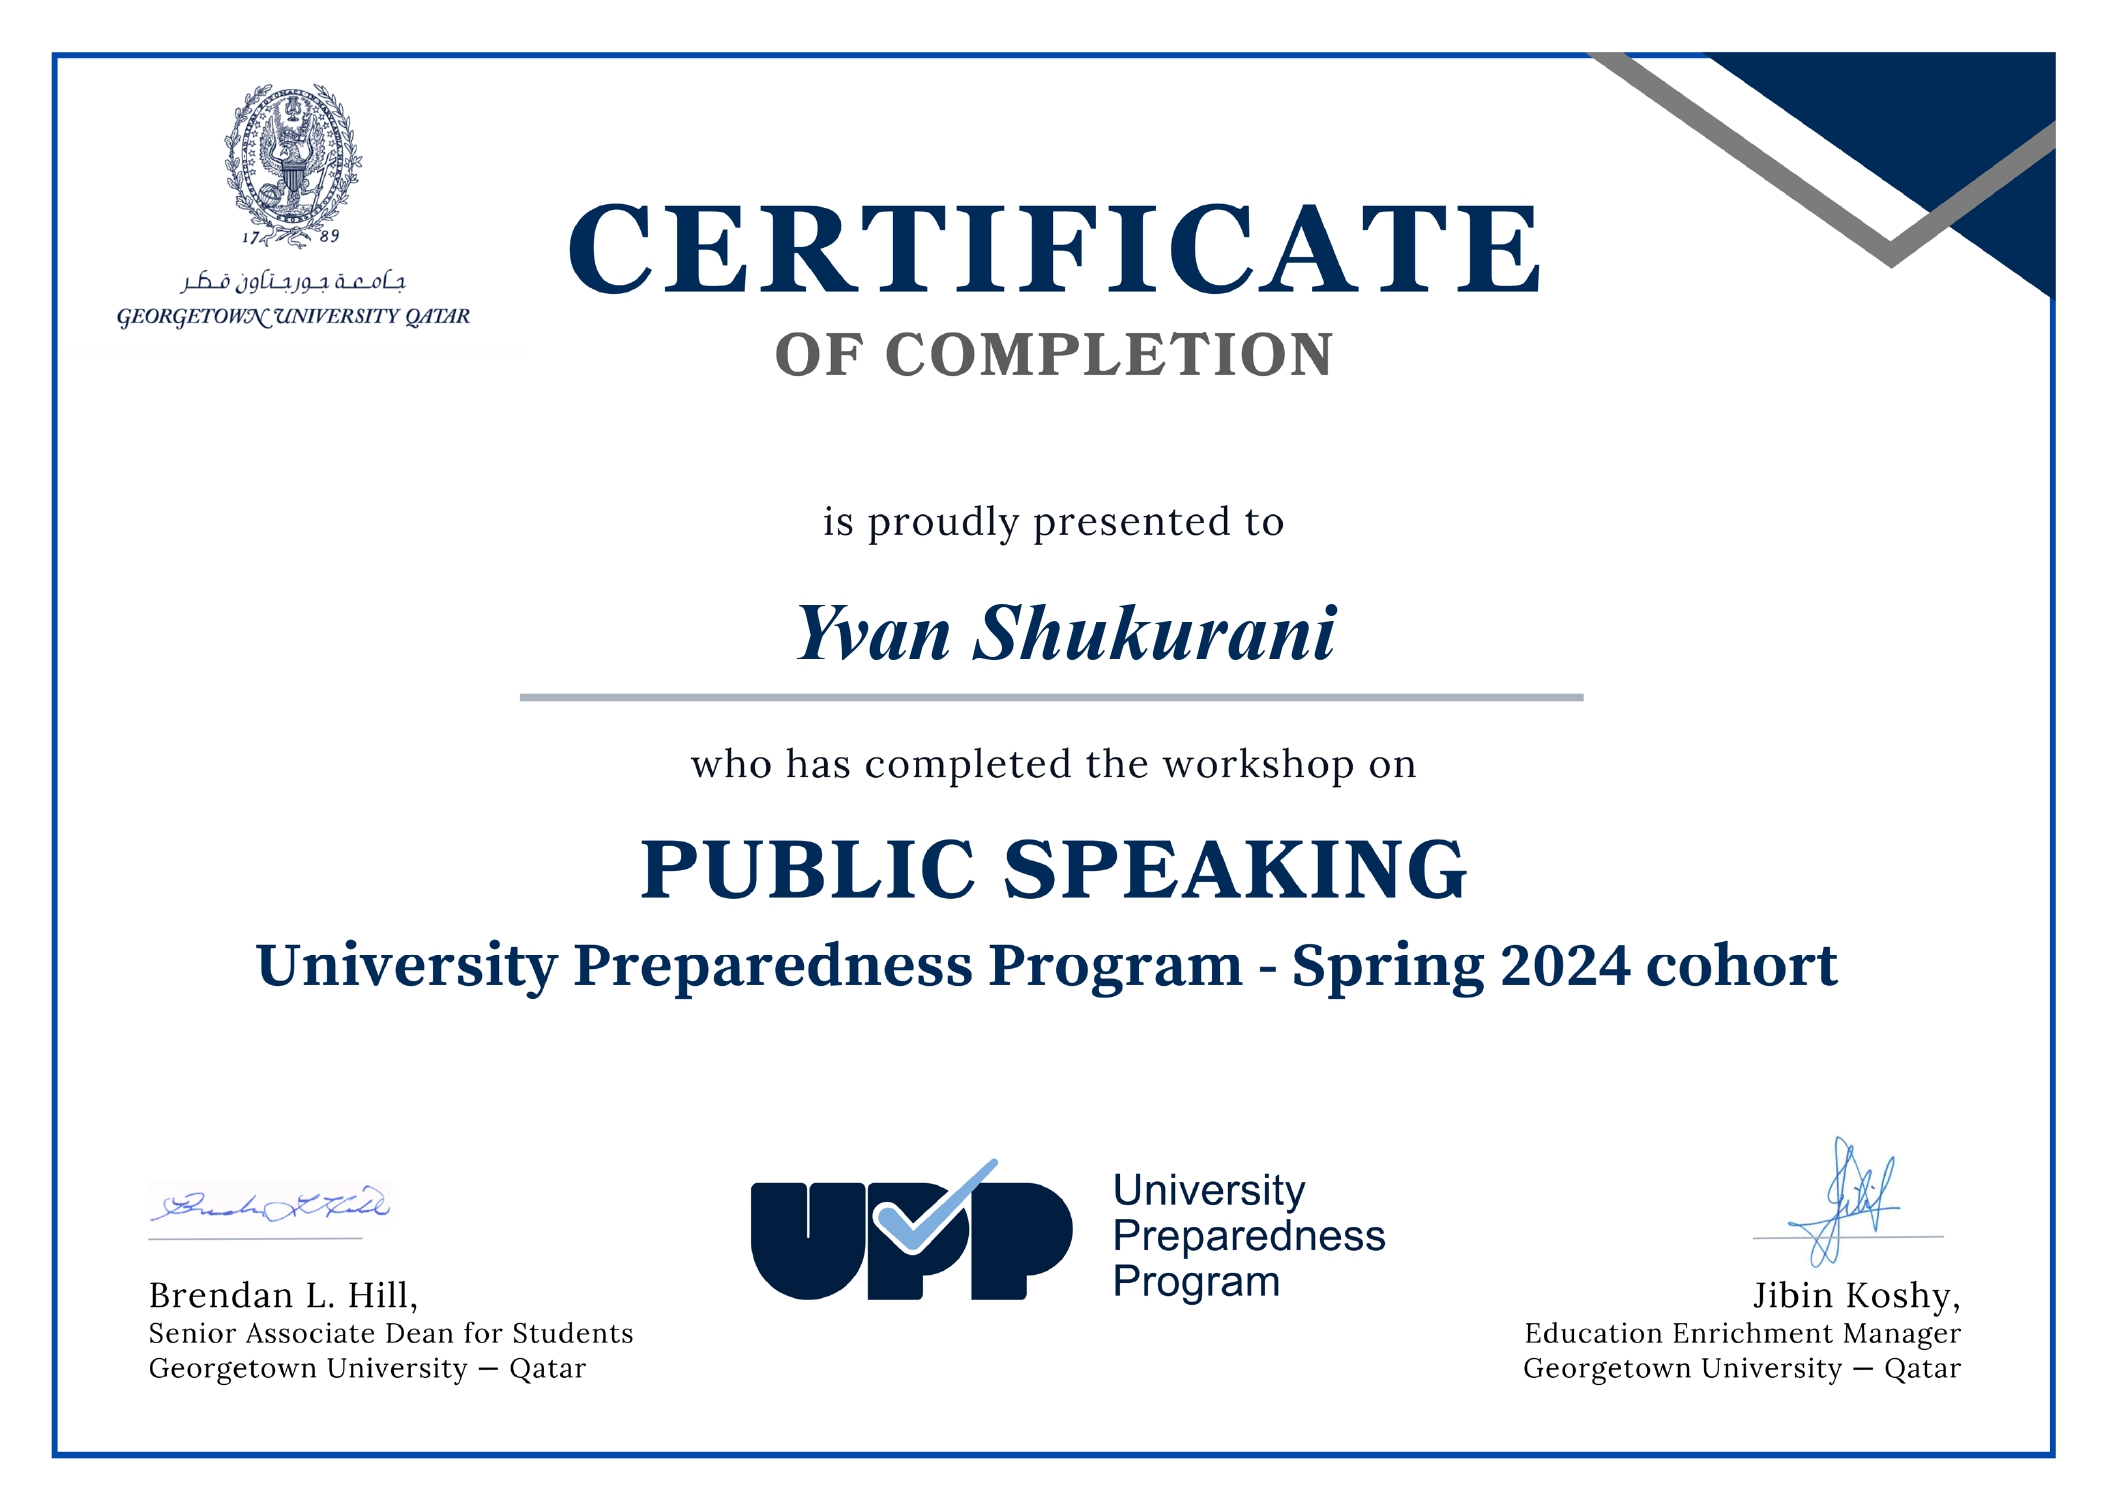 17 89
جامعة جورجتاون قطر
GEORGETOWN UNIVERSITY QATAR
CERTIFICATE
OF COMPLETION
is proudly presented to
Yvan Shukurani
who has completed the workshop on
PUBLIC SPEAKING
University Preparedness Program - Spring 2024 cohort
Brendan L. Hill,
Senior Associate Dean for Students
Georgetown University — Qatar
UPP
University
Preparedness
Program
Jibin Koshy,
Education Enrichment Manager
Georgetown University — Qatar